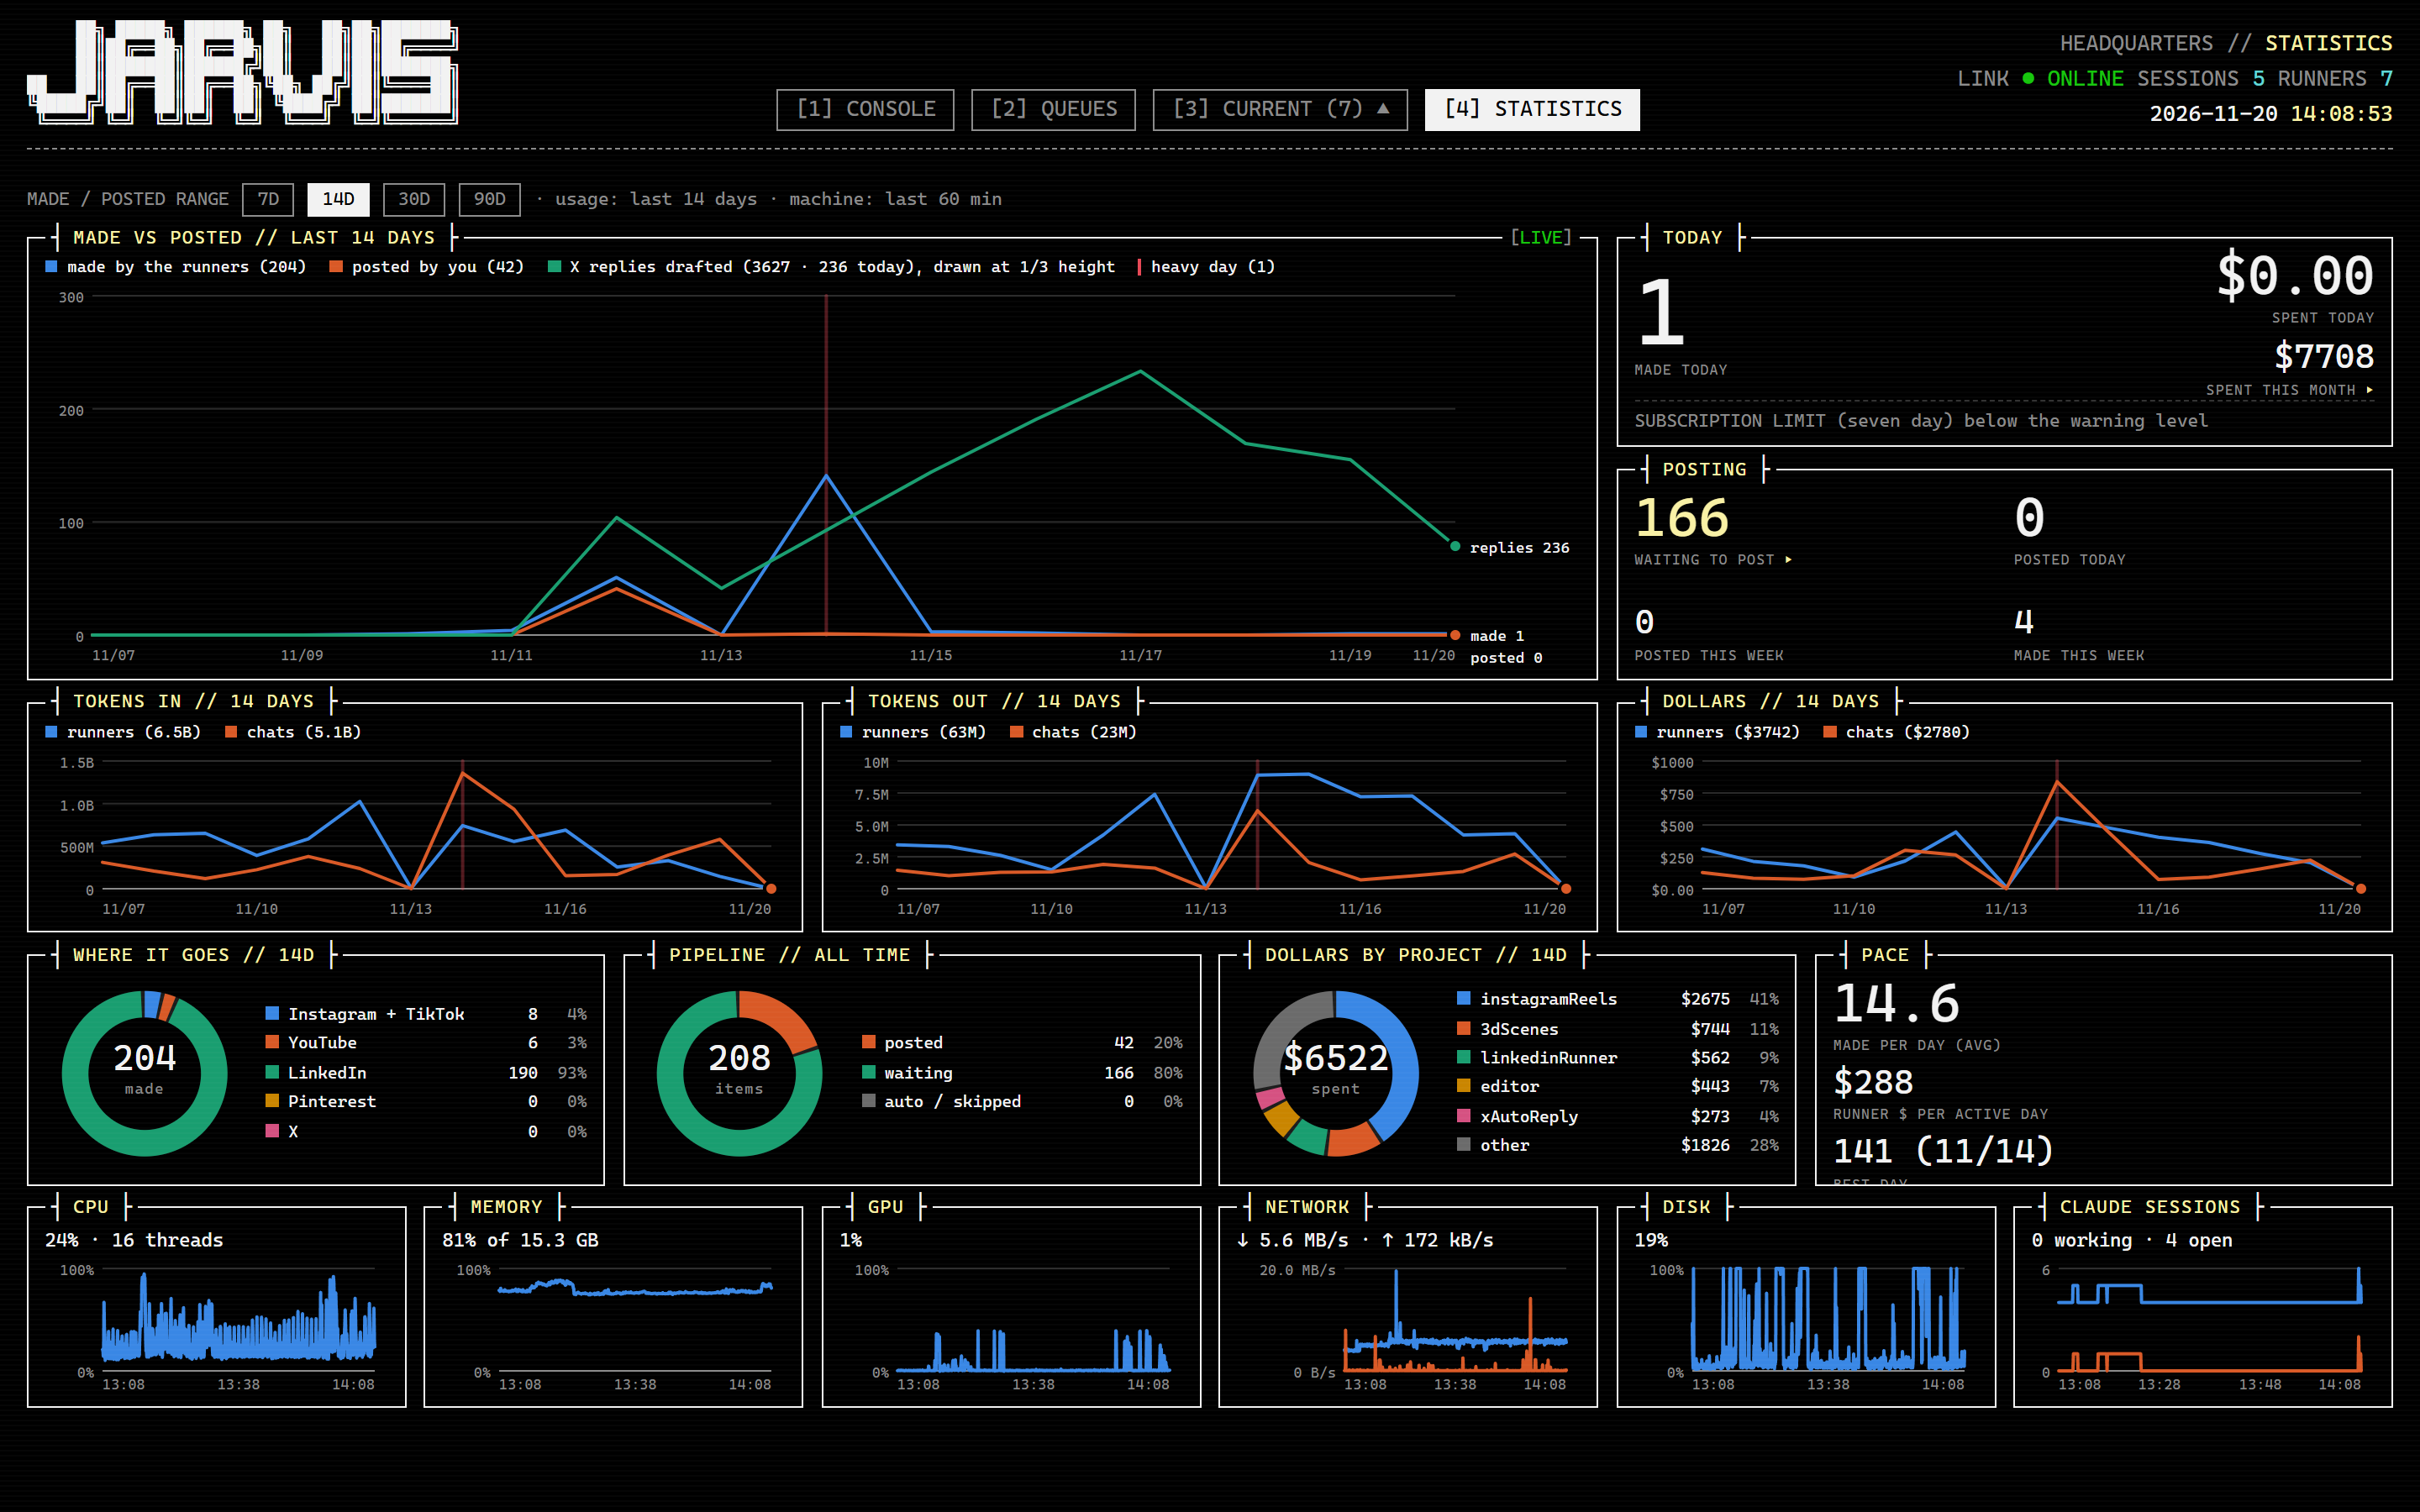 JARVIS
HEADQUARTERS // STATISTICS
LINK ● ONLINE SESSIONS 5 RUNNERS 7
2026-11-20 14:08:53
[1] CONSOLE [2] QUEUES [3] CURRENT (7) ▲ [4] STATISTICS
MADE / POSTED RANGE 7D 14D 30D 90D · usage: last 14 days · machine: last 60 min
MADE VS POSTED // LAST 14 DAYS [LIVE]
made by the runners (204) posted by you (42) X replies drafted (3627 · 236 today), drawn at 1/3 height heavy day (1)
300
200
100
0
11/07 11/09 11/11 11/13 11/15 11/17 11/19 11/20
replies 236
made 1
posted 0
TODAY
1
MADE TODAY
$0.00
SPENT TODAY
$7708
SPENT THIS MONTH ▸
SUBSCRIPTION LIMIT (seven day) below the warning level
POSTING
166
WAITING TO POST ▸
0
POSTED TODAY
0
POSTED THIS WEEK
4
MADE THIS WEEK
TOKENS IN // 14 DAYS
runners (6.5B) chats (5.1B)
1.5B
1.0B
500M
0
11/07 11/10 11/13 11/16 11/20
TOKENS OUT // 14 DAYS
runners (63M) chats (23M)
10M
7.5M
5.0M
2.5M
0
11/07 11/10 11/13 11/16 11/20
DOLLARS // 14 DAYS
runners ($3742) chats ($2780)
$1000
$750
$500
$250
$0.00
11/07 11/10 11/13 11/16 11/20
WHERE IT GOES // 14D
204
made
Instagram + TikTok 8 4%
YouTube 6 3%
LinkedIn 190 93%
Pinterest 0 0%
X 0 0%
PIPELINE // ALL TIME
208
items
posted 42 20%
waiting 166 80%
auto / skipped 0 0%
DOLLARS BY PROJECT // 14D
$6522
spent
instagramReels $2675 41%
3dScenes $744 11%
linkedinRunner $562 9%
editor $443 7%
xAutoReply $273 4%
other $1826 28%
PACE
14.6
MADE PER DAY (AVG)
$288
RUNNER $ PER ACTIVE DAY
141 (11/14)
BEST DAY
CPU
24% · 16 threads
100%
0%
13:08 13:38 14:08
MEMORY
81% of 15.3 GB
100%
0%
13:08 13:38 14:08
GPU
1%
100%
0%
13:08 13:38 14:08
NETWORK
↓ 5.6 MB/s · ↑ 172 kB/s
20.0 MB/s
0 B/s
13:08 13:38 14:08
DISK
19%
100%
0%
13:08 13:38 14:08
CLAUDE SESSIONS
0 working · 4 open
6
0
13:08 13:28 13:48 14:08